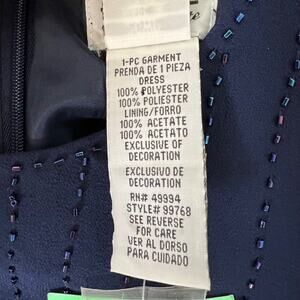 1-PC GARMENT
PRENDA DE 1 PIEZA
DRESS
100% POLYESTER
100% POLIESTER
LINING/FORRO
100% ACETATE
100% ACETATO
EXCLUSIVE OF
DECORATION
EXCLUSIVO DE
DECORATION
RN# 49994
STYLE# 99768
SEE REVERSE
FOR CARE
VER AL DORSO
PARA CUIDADO